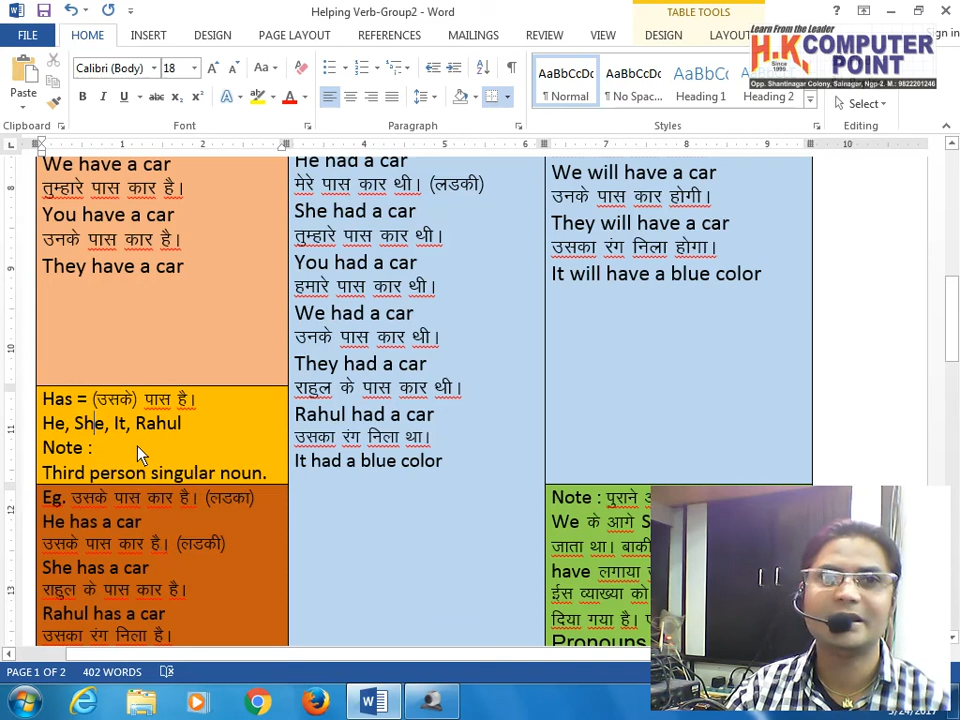 Helping Verb-Group2 - Word
TABLE TOOLS
FILE
HOME
INSERT
DESIGN
PAGE LAYOUT
REFERENCES
MAILINGS
REVIEW
VIEW
DESIGN
LAYOU
Learn From the Leader
H.K COMPUTER POINT
Since 1999
Opp. Shantinagar Colony, Sainagar, M.: 9822201246
Paste
Calibri (Body)
18
AaBbCcDc
AaBbCcDc
AaBbCc
AaBbCcD
¶ Normal
¶ No Spac...
Heading 1
Heading 2
Select
Clipboard
Font
Paragraph
Styles
Editing
We have a car
तुम्हारे पास कार है।
You have a car
उनके पास कार है।
They have a car
Has = (उसके) पास है।
He, She, It, Rahul
Note :
Third person singular noun.
Eg. उसके पास कार है। (लडका)
He has a car
उसके पास कार है। (लडकी)
She has a car
राहुल के पास कार है।
Rahul has a car
उसका रंग निला है।
He had a car
मेरे पास कार थी। (लडकी)
She had a car
तुम्हारे पास कार थी।
You had a car
हमारे पास कार थी।
We had a car
उनके पास कार थी।
They had a car
राहुल के पास कार थी।
Rahul had a car
उसका रंग निला था।
It had a blue color
We will have a car
उनके पास कार होगी।
They will have a car
उसका रंग निला होगा।
It will have a blue color
Note : पुराने
We के आगे S
जाता था। बाकी
have लगाया
ईस व्याख्या को
दिया गया है।
Pronouns
PAGE 1 OF 2
402 WORDS